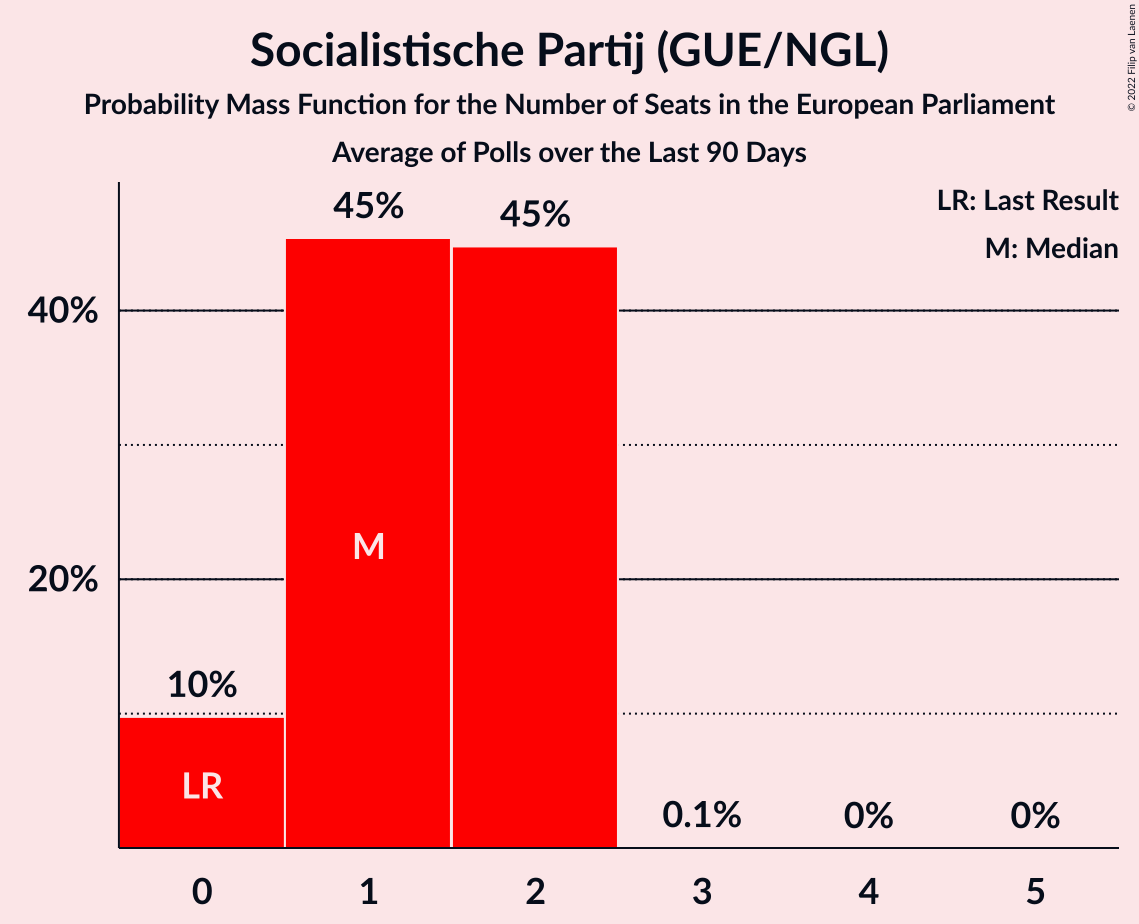 Socialistische Partij (GUE/NGL)
Probability Mass Function for the Number of Seats in the European Parliament
Average of Polls over the Last 90 Days
© 2022 Filip van Laenen
LR: Last Result
M: Median
45%
45%
40%
M
20%
10%
LR
0.1%
0%
0%
0
1
2
3
4
5